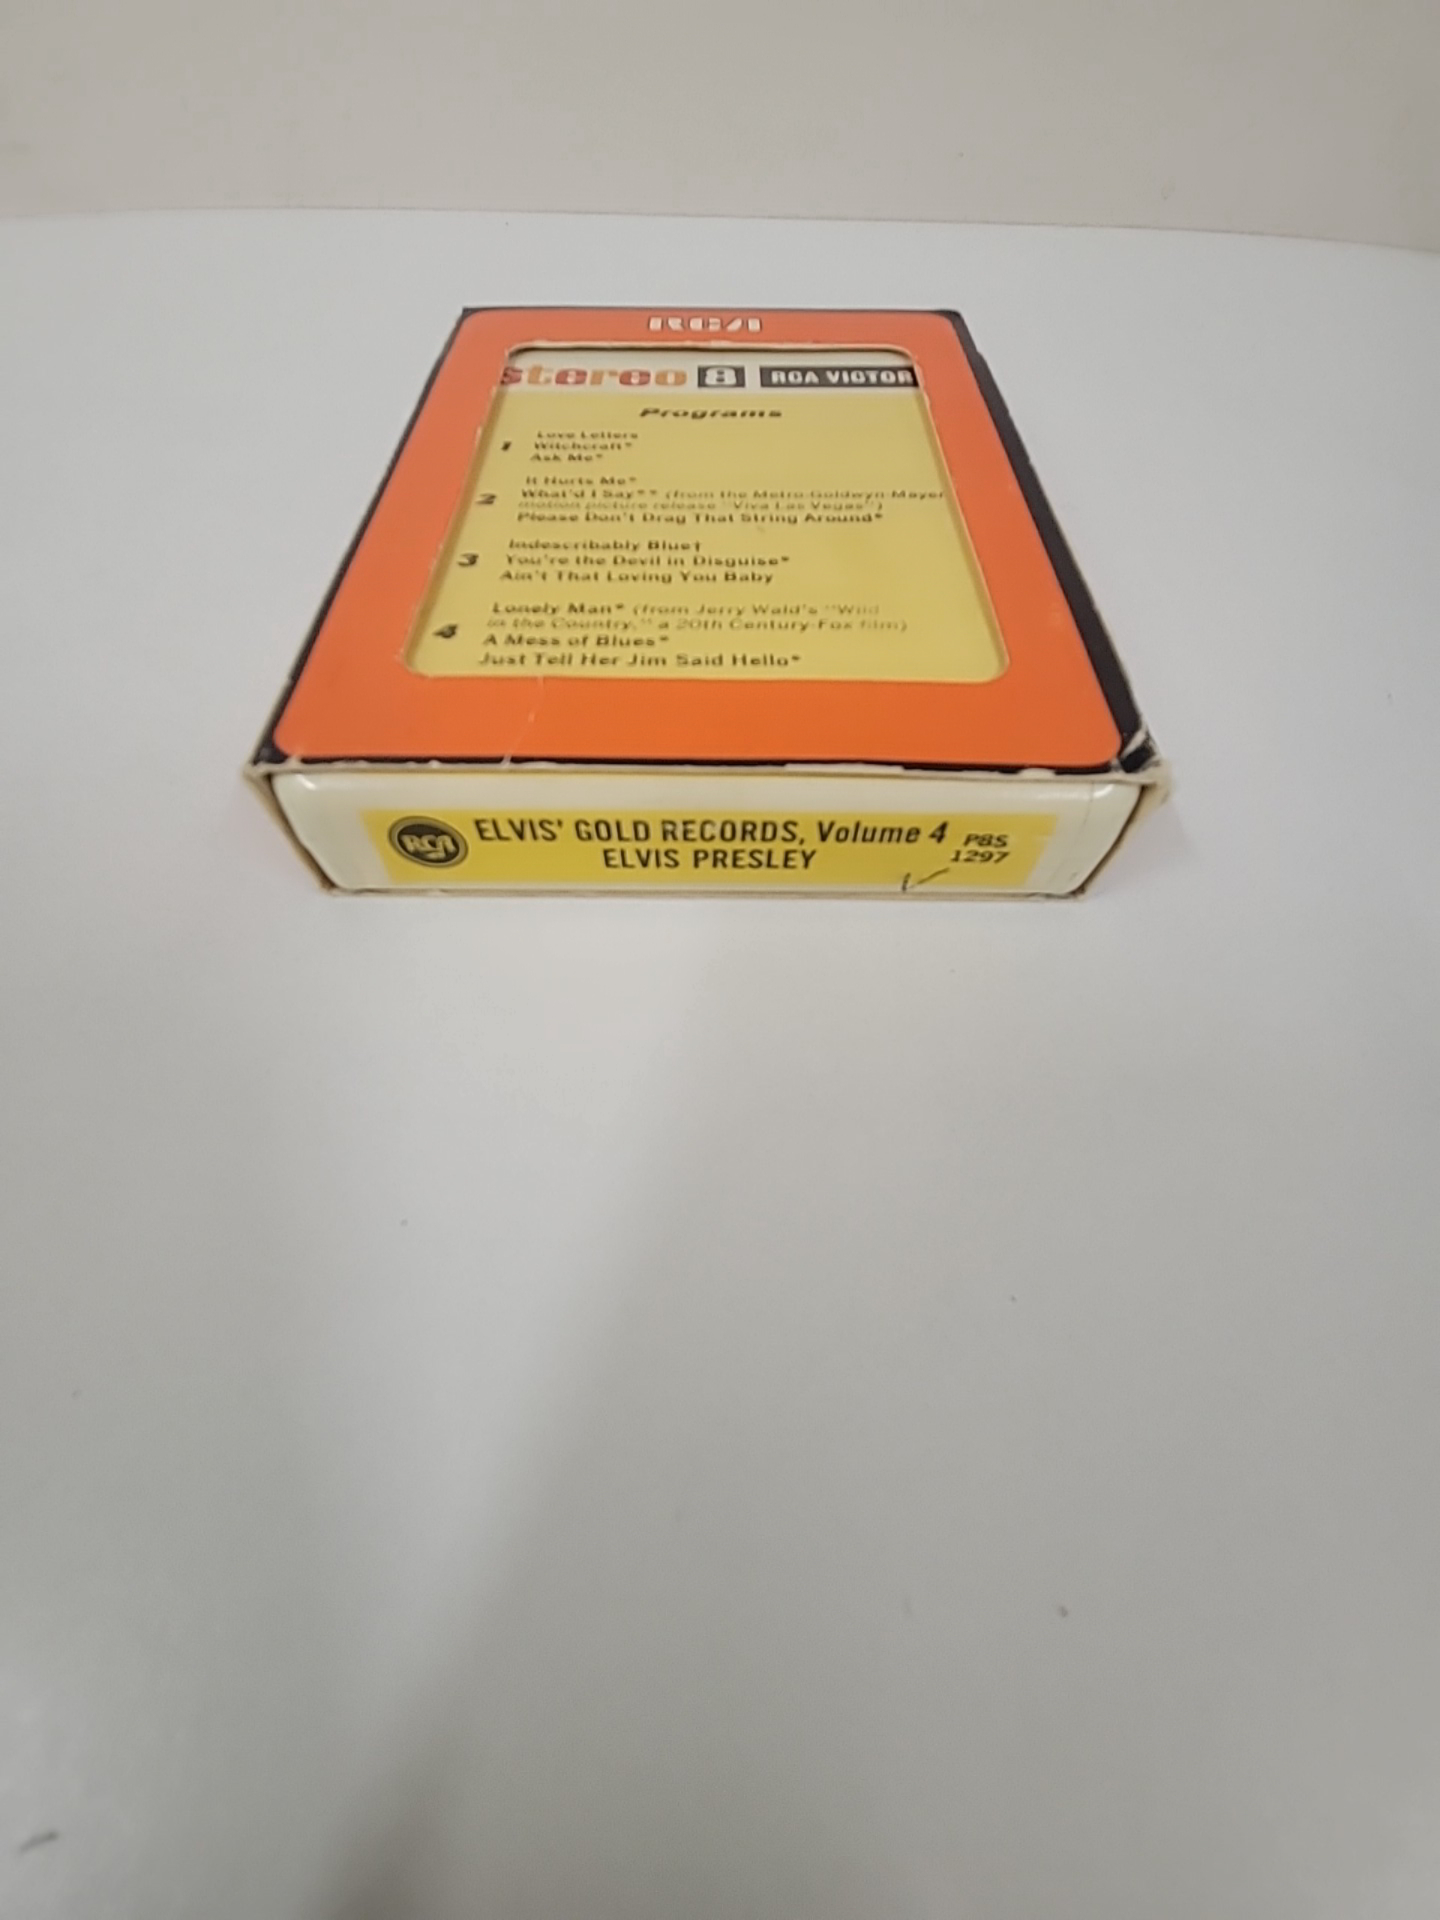 RCA
stereo 8 RCA VICTOR
Programs
Love Letters
1 Witchcraft*
Ask Me*
It Hurts Me*
2 What'd I Say** (from the Metro-Goldwyn-Mayer
motion picture release "Viva Las Vegas")
Please Don't Drag That String Around*
Indescribably Blue†
3 You're the Devil in Disguise*
Ain't That Loving You Baby
Lonely Man* (from Jerry Wald's "Wild
in the Country," a 20th Century-Fox film)
4 A Mess of Blues*
Just Tell Her Jim Said Hello*
RCA ELVIS' GOLD RECORDS, Volume 4 P8S
ELVIS PRESLEY 1297